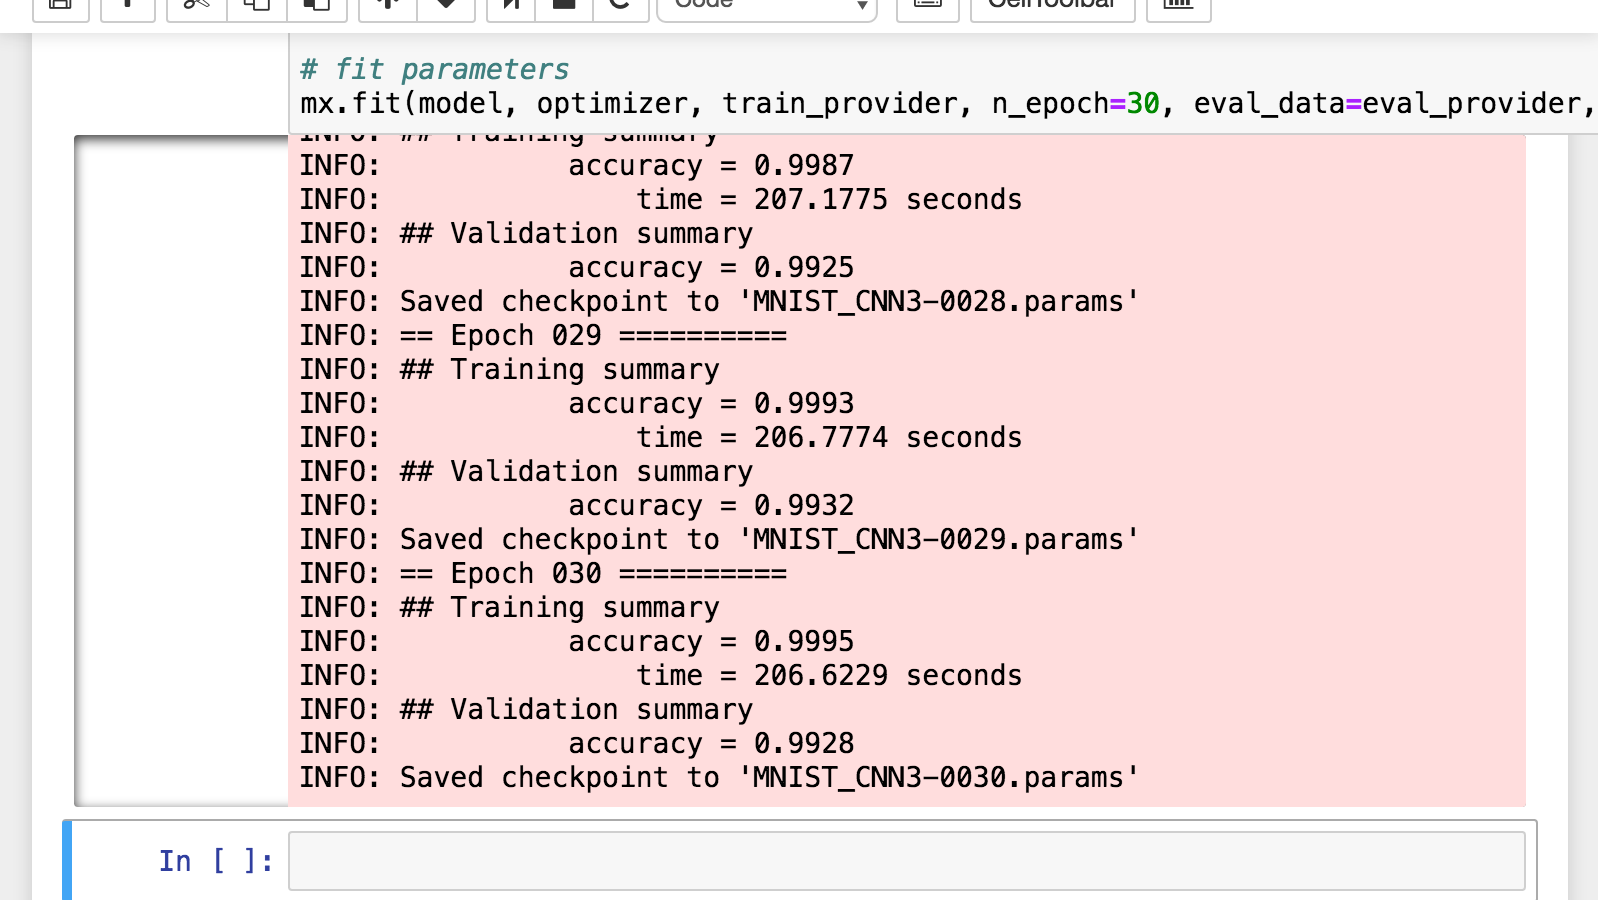 Code CellToolbar
# fit parameters
mx.fit(model, optimizer, train_provider, n_epoch=30, eval_data=eval_provider,
INFO: ## Training summary
INFO: accuracy = 0.9987
INFO: time = 207.1775 seconds
INFO: ## Validation summary
INFO: accuracy = 0.9925
INFO: Saved checkpoint to 'MNIST_CNN3-0028.params'
INFO: == Epoch 029 ==========
INFO: ## Training summary
INFO: accuracy = 0.9993
INFO: time = 206.7774 seconds
INFO: ## Validation summary
INFO: accuracy = 0.9932
INFO: Saved checkpoint to 'MNIST_CNN3-0029.params'
INFO: == Epoch 030 ==========
INFO: ## Training summary
INFO: accuracy = 0.9995
INFO: time = 206.6229 seconds
INFO: ## Validation summary
INFO: accuracy = 0.9928
INFO: Saved checkpoint to 'MNIST_CNN3-0030.params'
In [ ]: